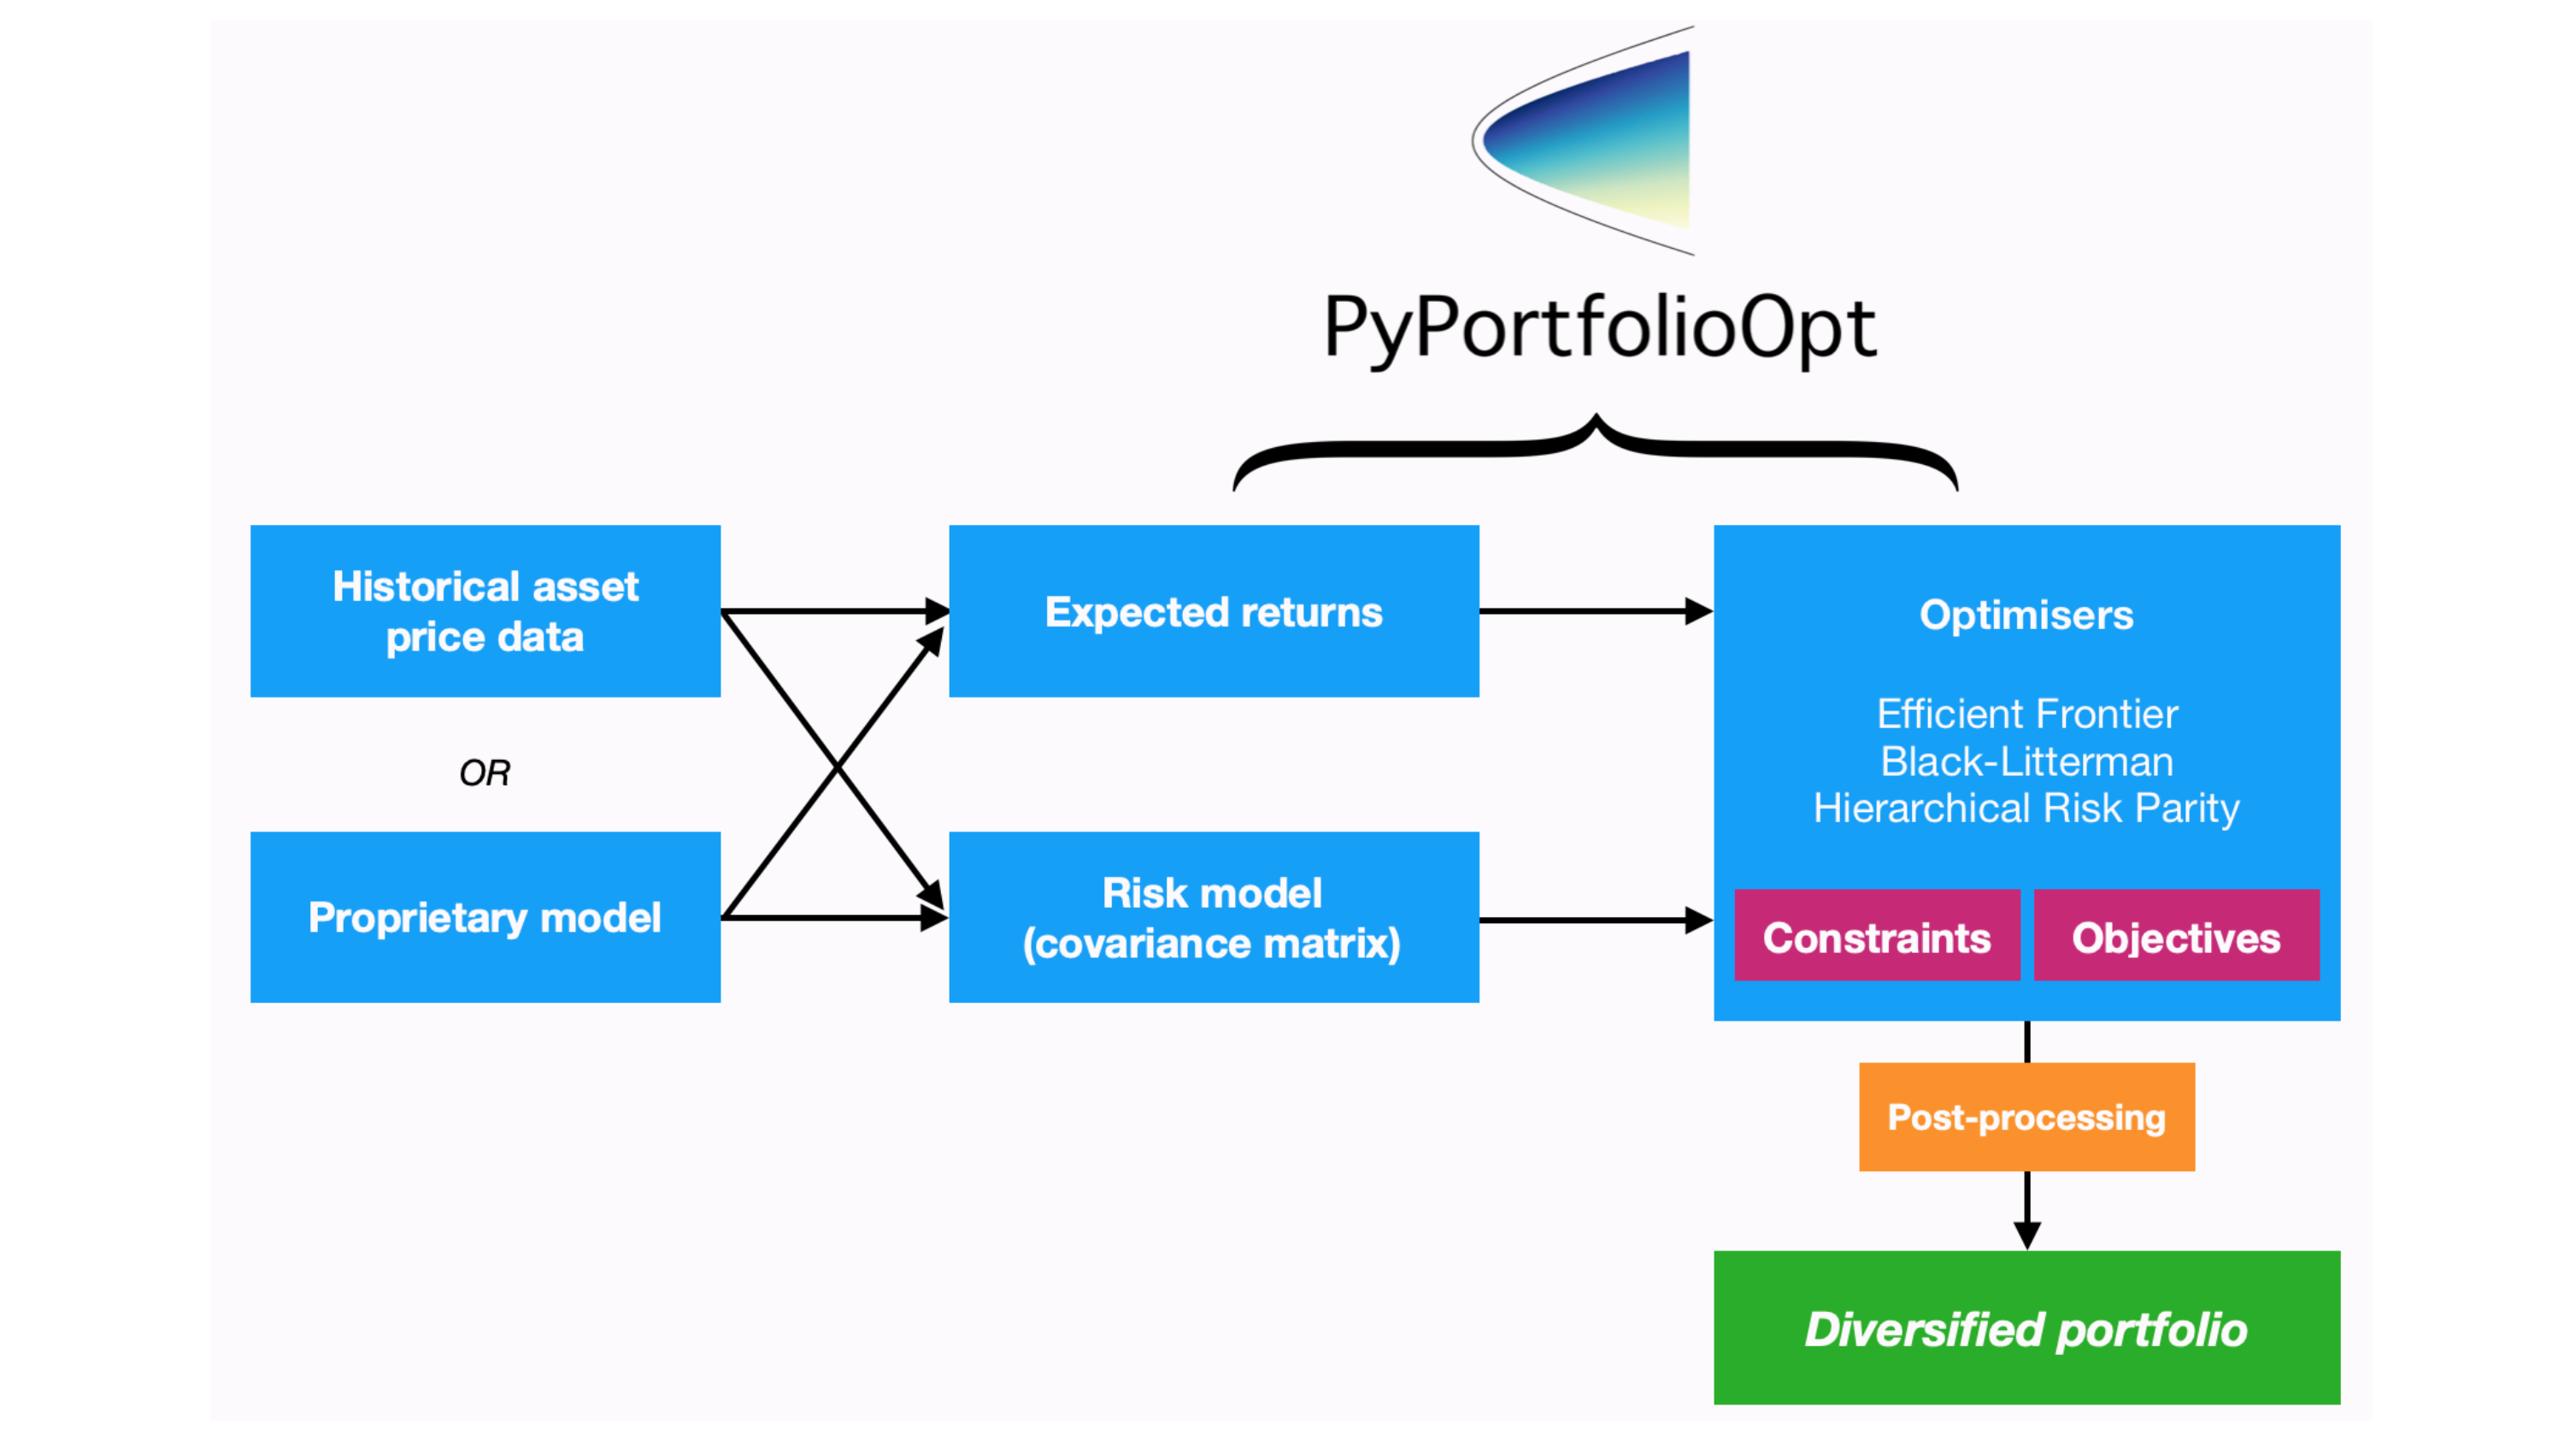 PyPortfolioOpt
Historical asset
price data
OR
Proprietary model
Expected returns
Risk model
(covariance matrix)
Optimisers
Efficient Frontier
Black-Litterman
Hierarchical Risk Parity
Constraints
Objectives
Post-processing
Diversified portfolio